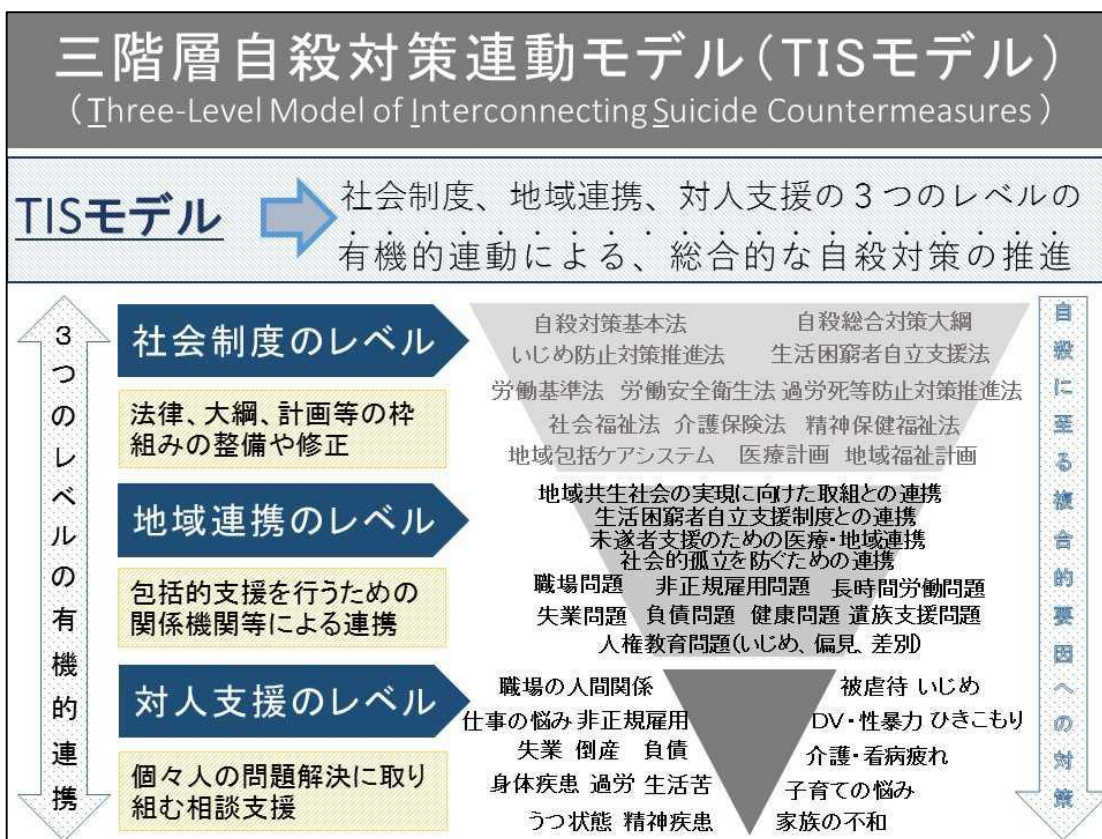 三階層自殺対策連動モデル(TISモデル)
(Three-Level Model of Interconnecting Suicide Countermeasures)
TISモデル
社会制度、地域連携、対人支援の3つのレベルの
有機的連動による、総合的な自殺対策の推進
3つのレベルの有機的連携
社会制度のレベル
法律、大綱、計画等の枠
組みの整備や修正
自殺対策基本法 自殺総合対策大綱
いじめ防止対策推進法 生活困窮者自立支援法
労働基準法 労働安全衛生法 過労死等防止対策推進法
社会福祉法 介護保険法 精神保健福祉法
地域包括ケアシステム 医療計画 地域福祉計画
地域連携のレベル
包括的支援を行うための
関係機関等による連携
地域共生社会の実現に向けた取組との連携
生活困窮者自立支援制度との連携
未遂者支援のための医療・地域連携
社会的孤立を防ぐための連携
職場問題 非正規雇用問題 長時間労働問題
失業問題 負債問題 健康問題 遺族支援問題
人権教育問題(いじめ、偏見、差別)
対人支援のレベル
個々人の問題解決に取り
組む相談支援
職場の人間関係 被虐待 いじめ
仕事の悩み 非正規雇用 DV・性暴力 ひきこもり
失業 倒産 負債 介護・看病疲れ
身体疾患 過労 生活苦 子育ての悩み
うつ状態 精神疾患 家族の不和
自殺に至る複合的要因への対策